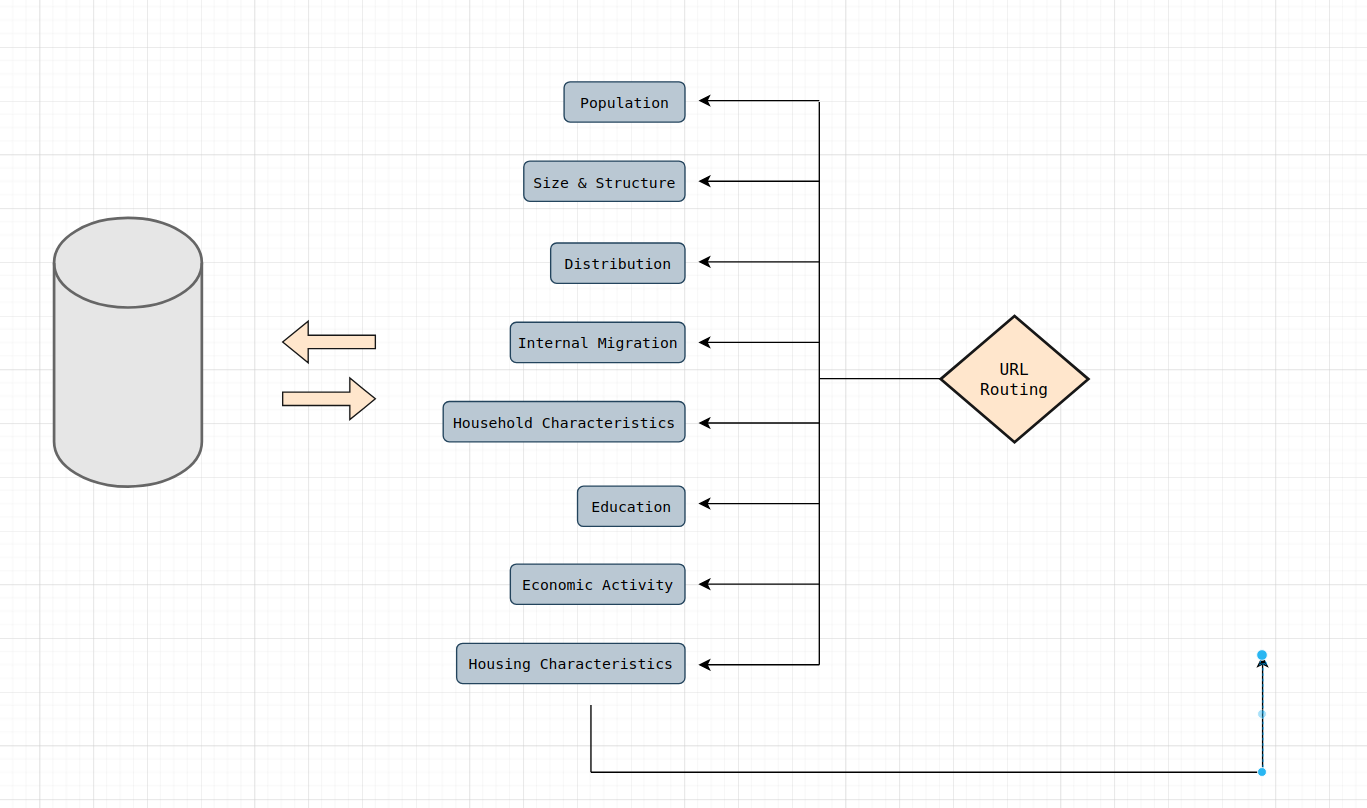 Population
Size & Structure
Distribution
Internal Migration
URL
Routing
Household Characteristics
Education
Economic Activity
Housing Characteristics